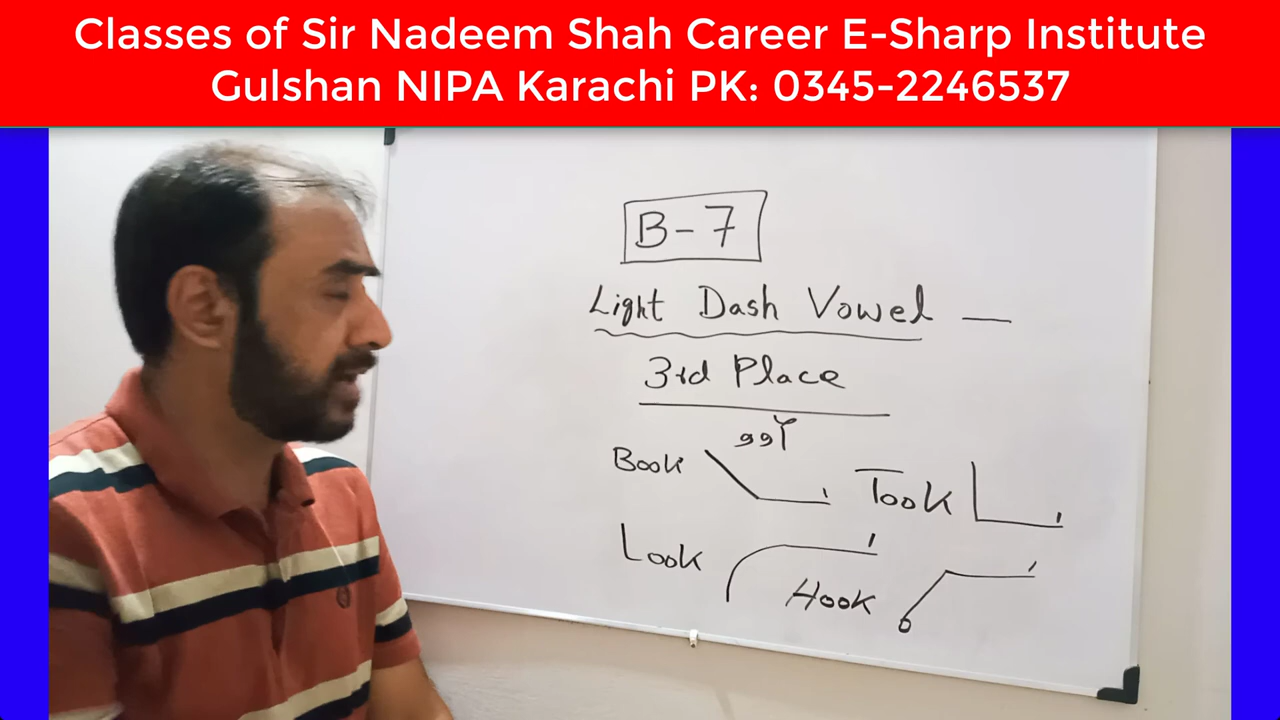 Classes of Sir Nadeem Shah Career E-Sharp Institute
Gulshan NIPA Karachi PK: 0345-2246537
B-7
Light Dash Vowel —
3rd Place
Book
Took
Look
Hook